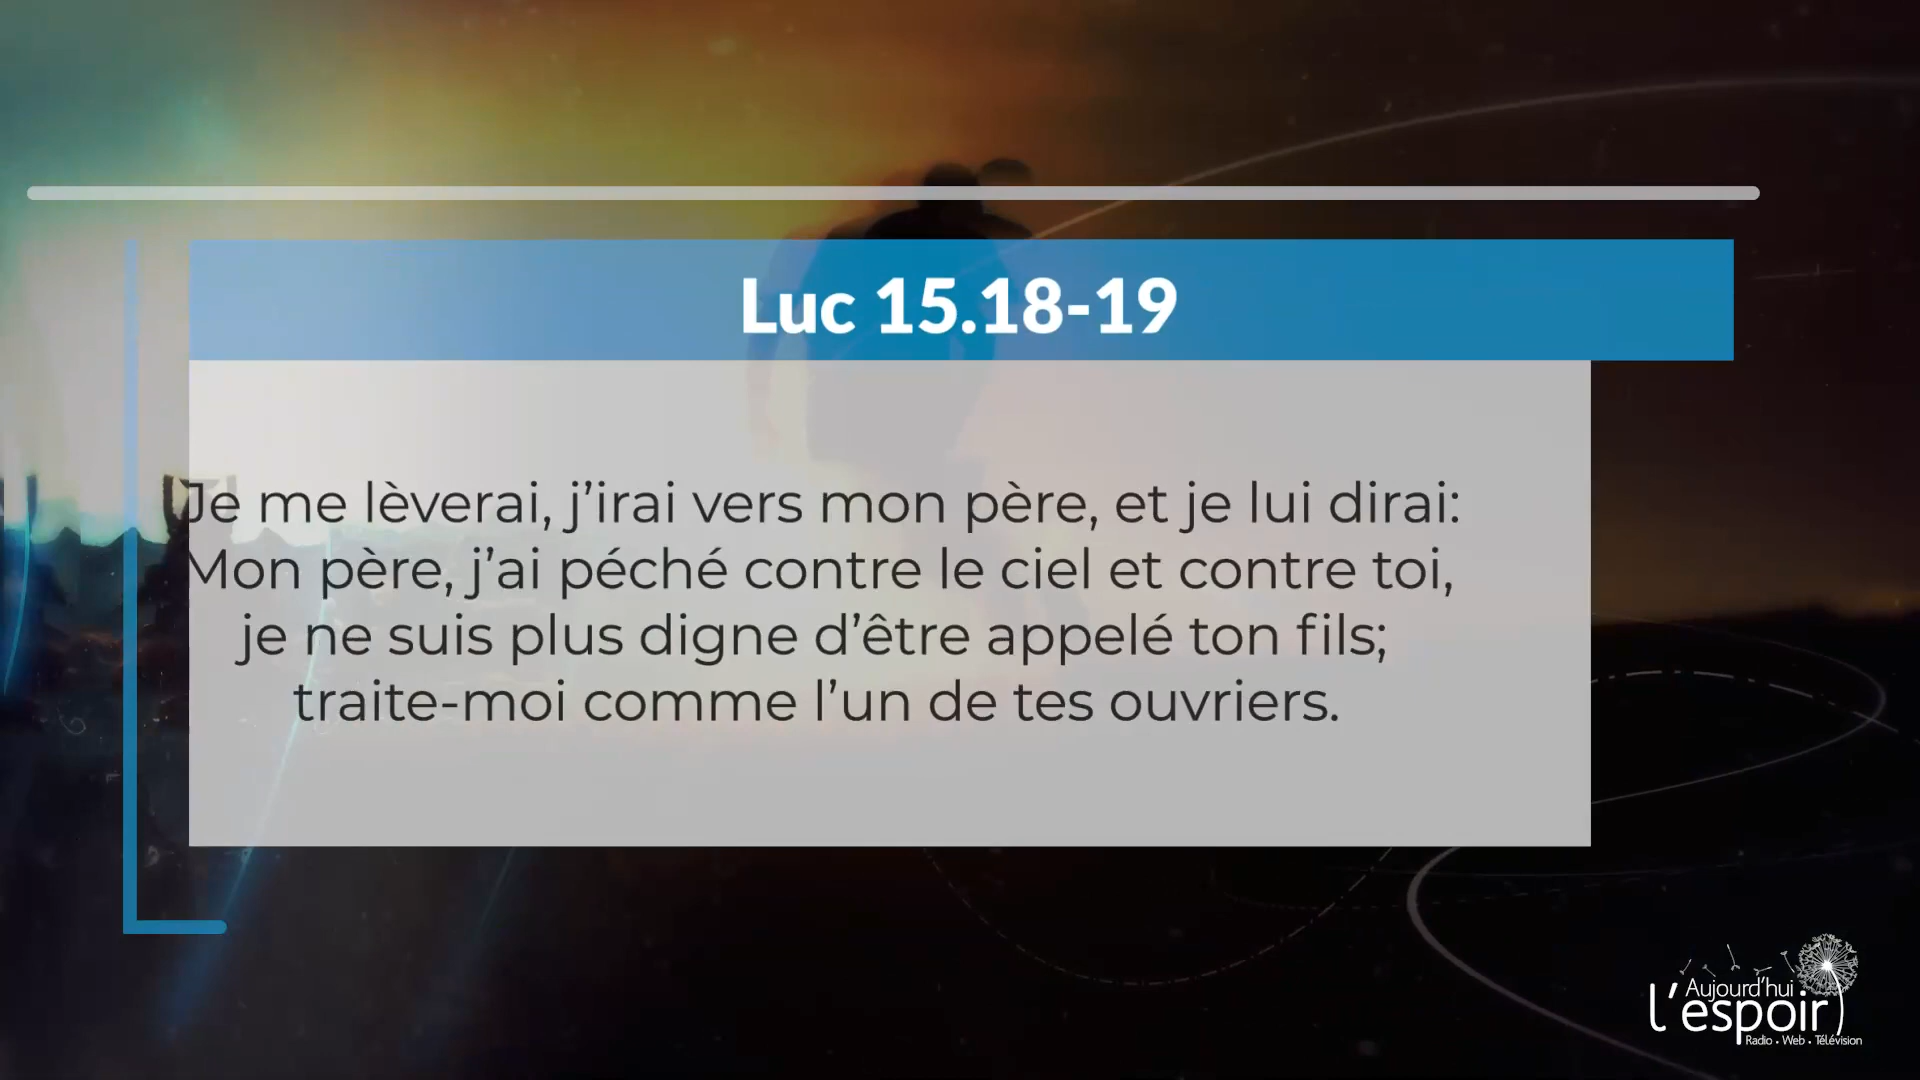 Luc 15.18-19
Je me lèverai, j’irai vers mon père, et je lui dirai:
Mon père, j’ai péché contre le ciel et contre toi,
je ne suis plus digne d’être appelé ton fils;
traite-moi comme l’un de tes ouvriers.
Aujourd’hui
l’espoir
Radio • Web • Télévision